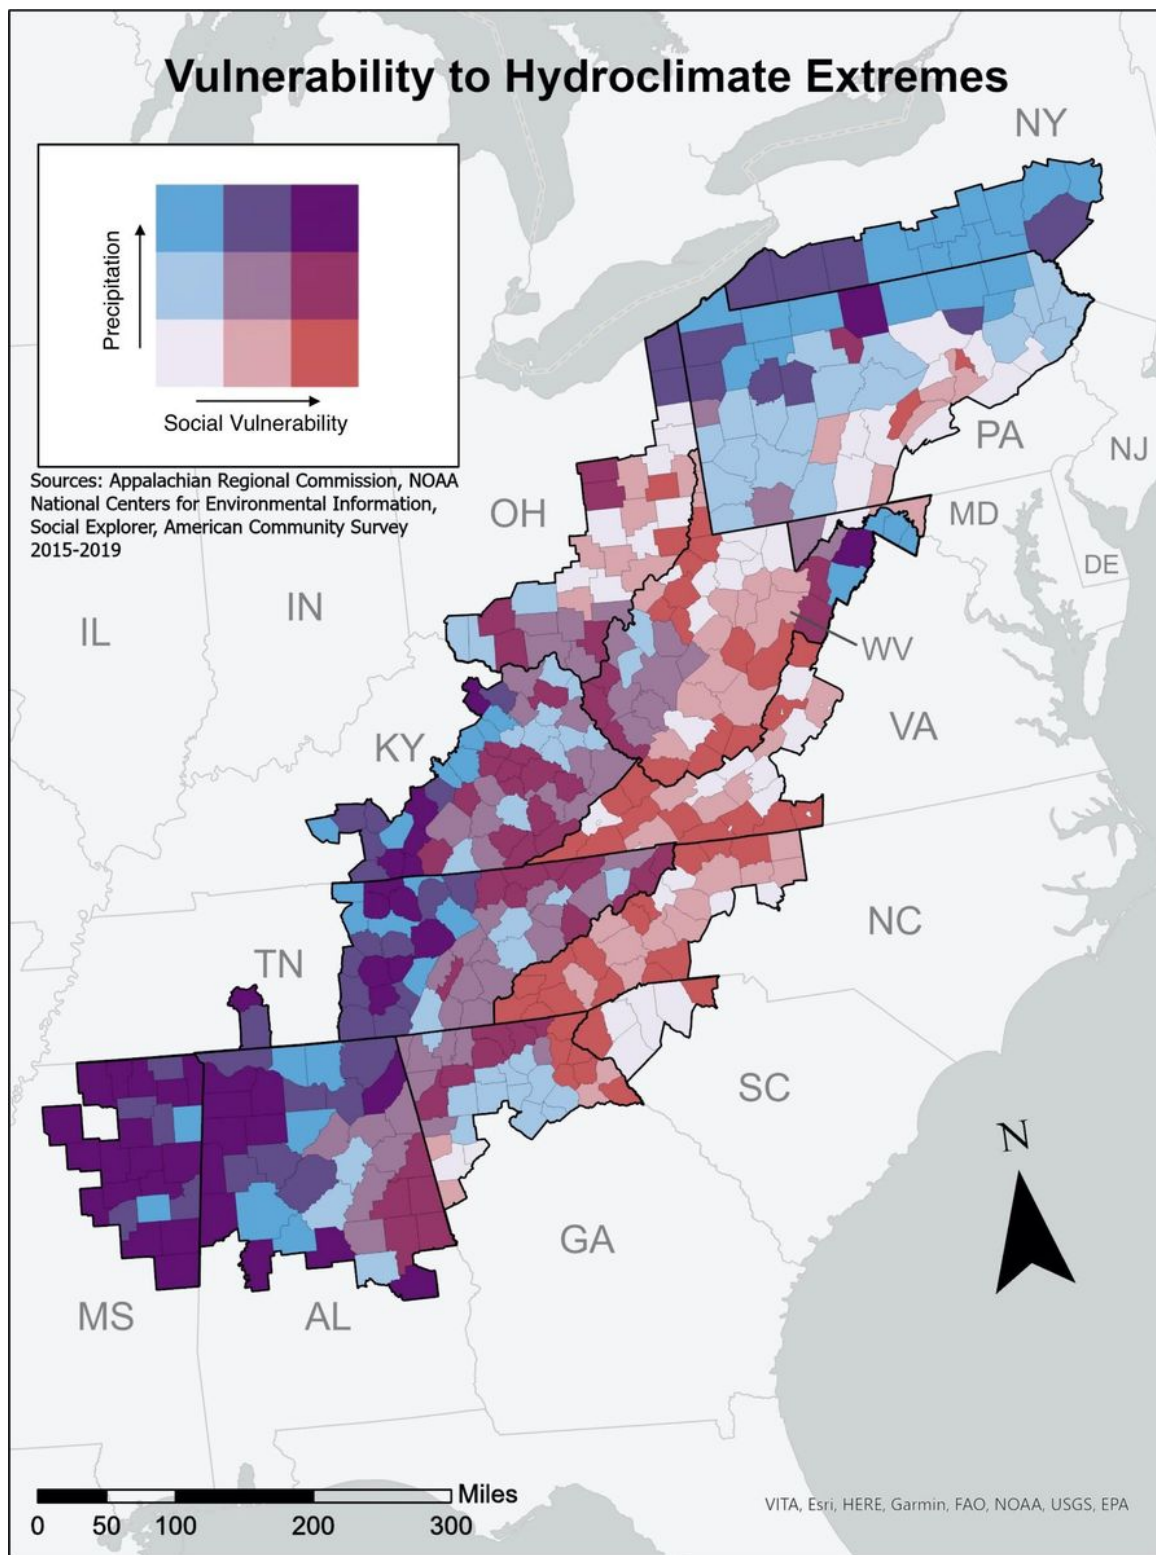 Vulnerability to Hydroclimate Extremes
NY
Precipitation
Social Vulnerability
Sources: Appalachian Regional Commission, NOAA
National Centers for Environmental Information,
Social Explorer, American Community Survey
2015-2019
PA
NJ
OH
MD
DE
IN
IL
WV
VA
KY
NC
TN
SC
N
GA
MS
AL
Miles
0 50 100 200 300
VITA, Esri, HERE, Garmin, FAO, NOAA, USGS, EPA